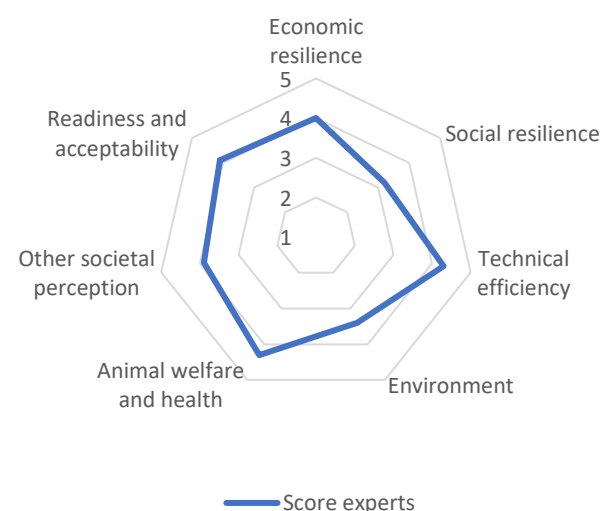 Economic
resilience
5
4
3
2
1
Social resilience
Technical
efficiency
Environment
Animal welfare
and health
Other societal
perception
Readiness and
acceptability
Score experts